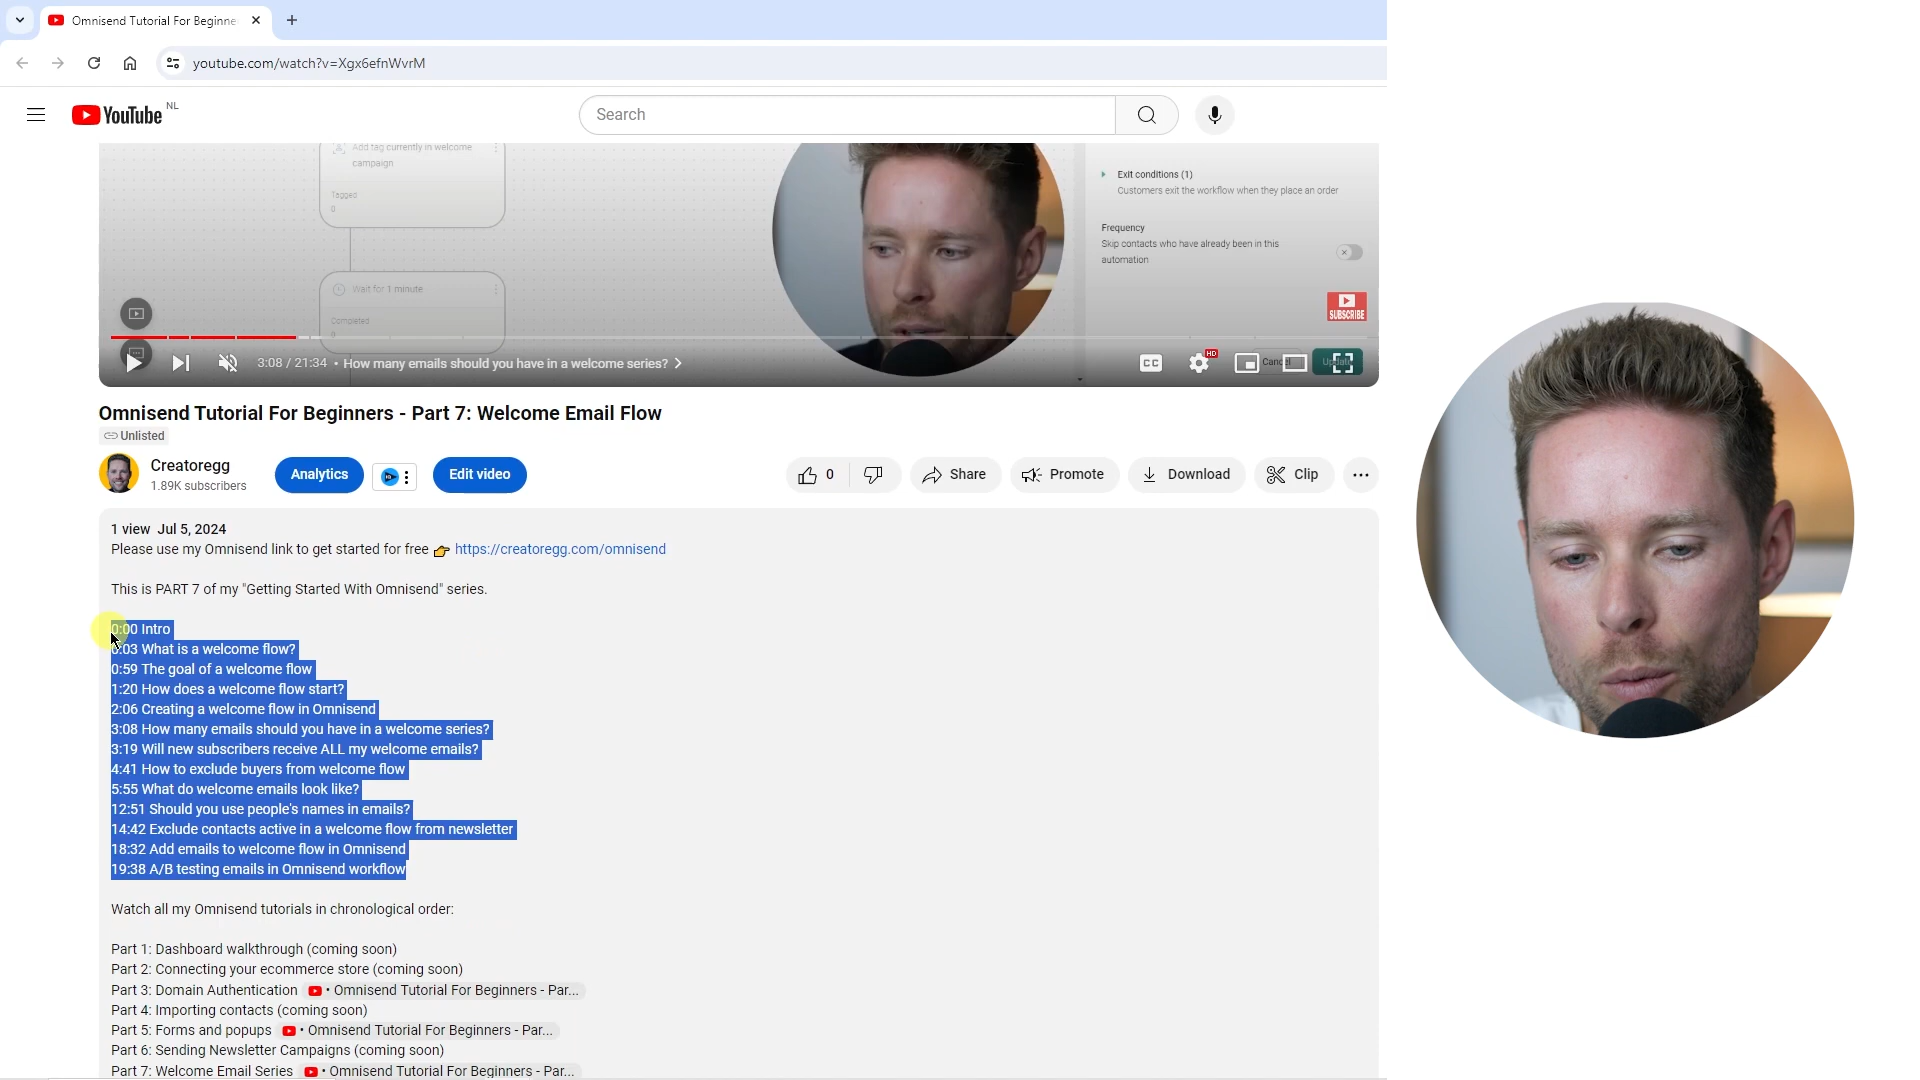 Omnisend Tutorial For Beginne
youtube.com/watch?v=Xgx6efnWvrM
YouTube NL
Search
Add tag currently in welcome
campaign
Tagged
0
Wait for 1 minute
Completed
0
Exit conditions (1)
Customers exit the workflow when they place an order
Frequency
Skip contacts who have already been in this
automation
SUBSCRIBE
3:08 / 21:34 • How many emails should you have in a welcome series?
CC
HD
Omnisend Tutorial For Beginners - Part 7: Welcome Email Flow
Unlisted
Creatoregg
1.89K subscribers
Analytics
Edit video
0
Share
Promote
Download
Clip
1 view Jul 5, 2024
Please use my Omnisend link to get started for free 👉 https://creatoregg.com/omnisend
This is PART 7 of my "Getting Started With Omnisend" series.
0:00 Intro
0:03 What is a welcome flow?
0:59 The goal of a welcome flow
1:20 How does a welcome flow start?
2:06 Creating a welcome flow in Omnisend
3:08 How many emails should you have in a welcome series?
3:19 Will new subscribers receive ALL my welcome emails?
4:41 How to exclude buyers from welcome flow
5:55 What do welcome emails look like?
12:51 Should you use people's names in emails?
14:42 Exclude contacts active in a welcome flow from newsletter
18:32 Add emails to welcome flow in Omnisend
19:38 A/B testing emails in Omnisend workflow
Watch all my Omnisend tutorials in chronological order:
Part 1: Dashboard walkthrough (coming soon)
Part 2: Connecting your ecommerce store (coming soon)
Part 3: Domain Authentication • Omnisend Tutorial For Beginners - Par...
Part 4: Importing contacts (coming soon)
Part 5: Forms and popups • Omnisend Tutorial For Beginners - Par...
Part 6: Sending Newsletter Campaigns (coming soon)
Part 7: Welcome Email Series • Omnisend Tutorial For Beginners - Par...